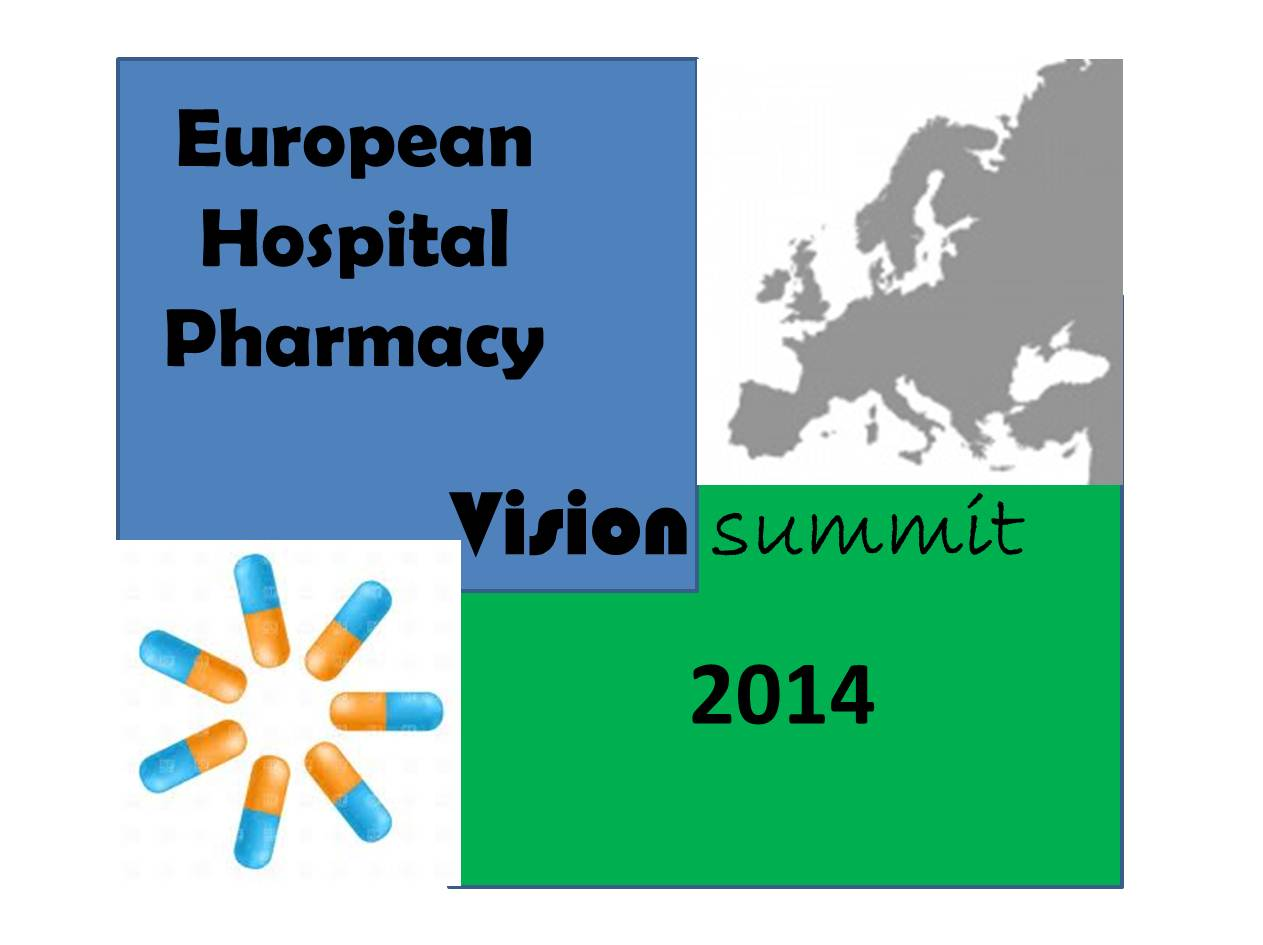 European
Hospital
Pharmacy
Vision summit
2014